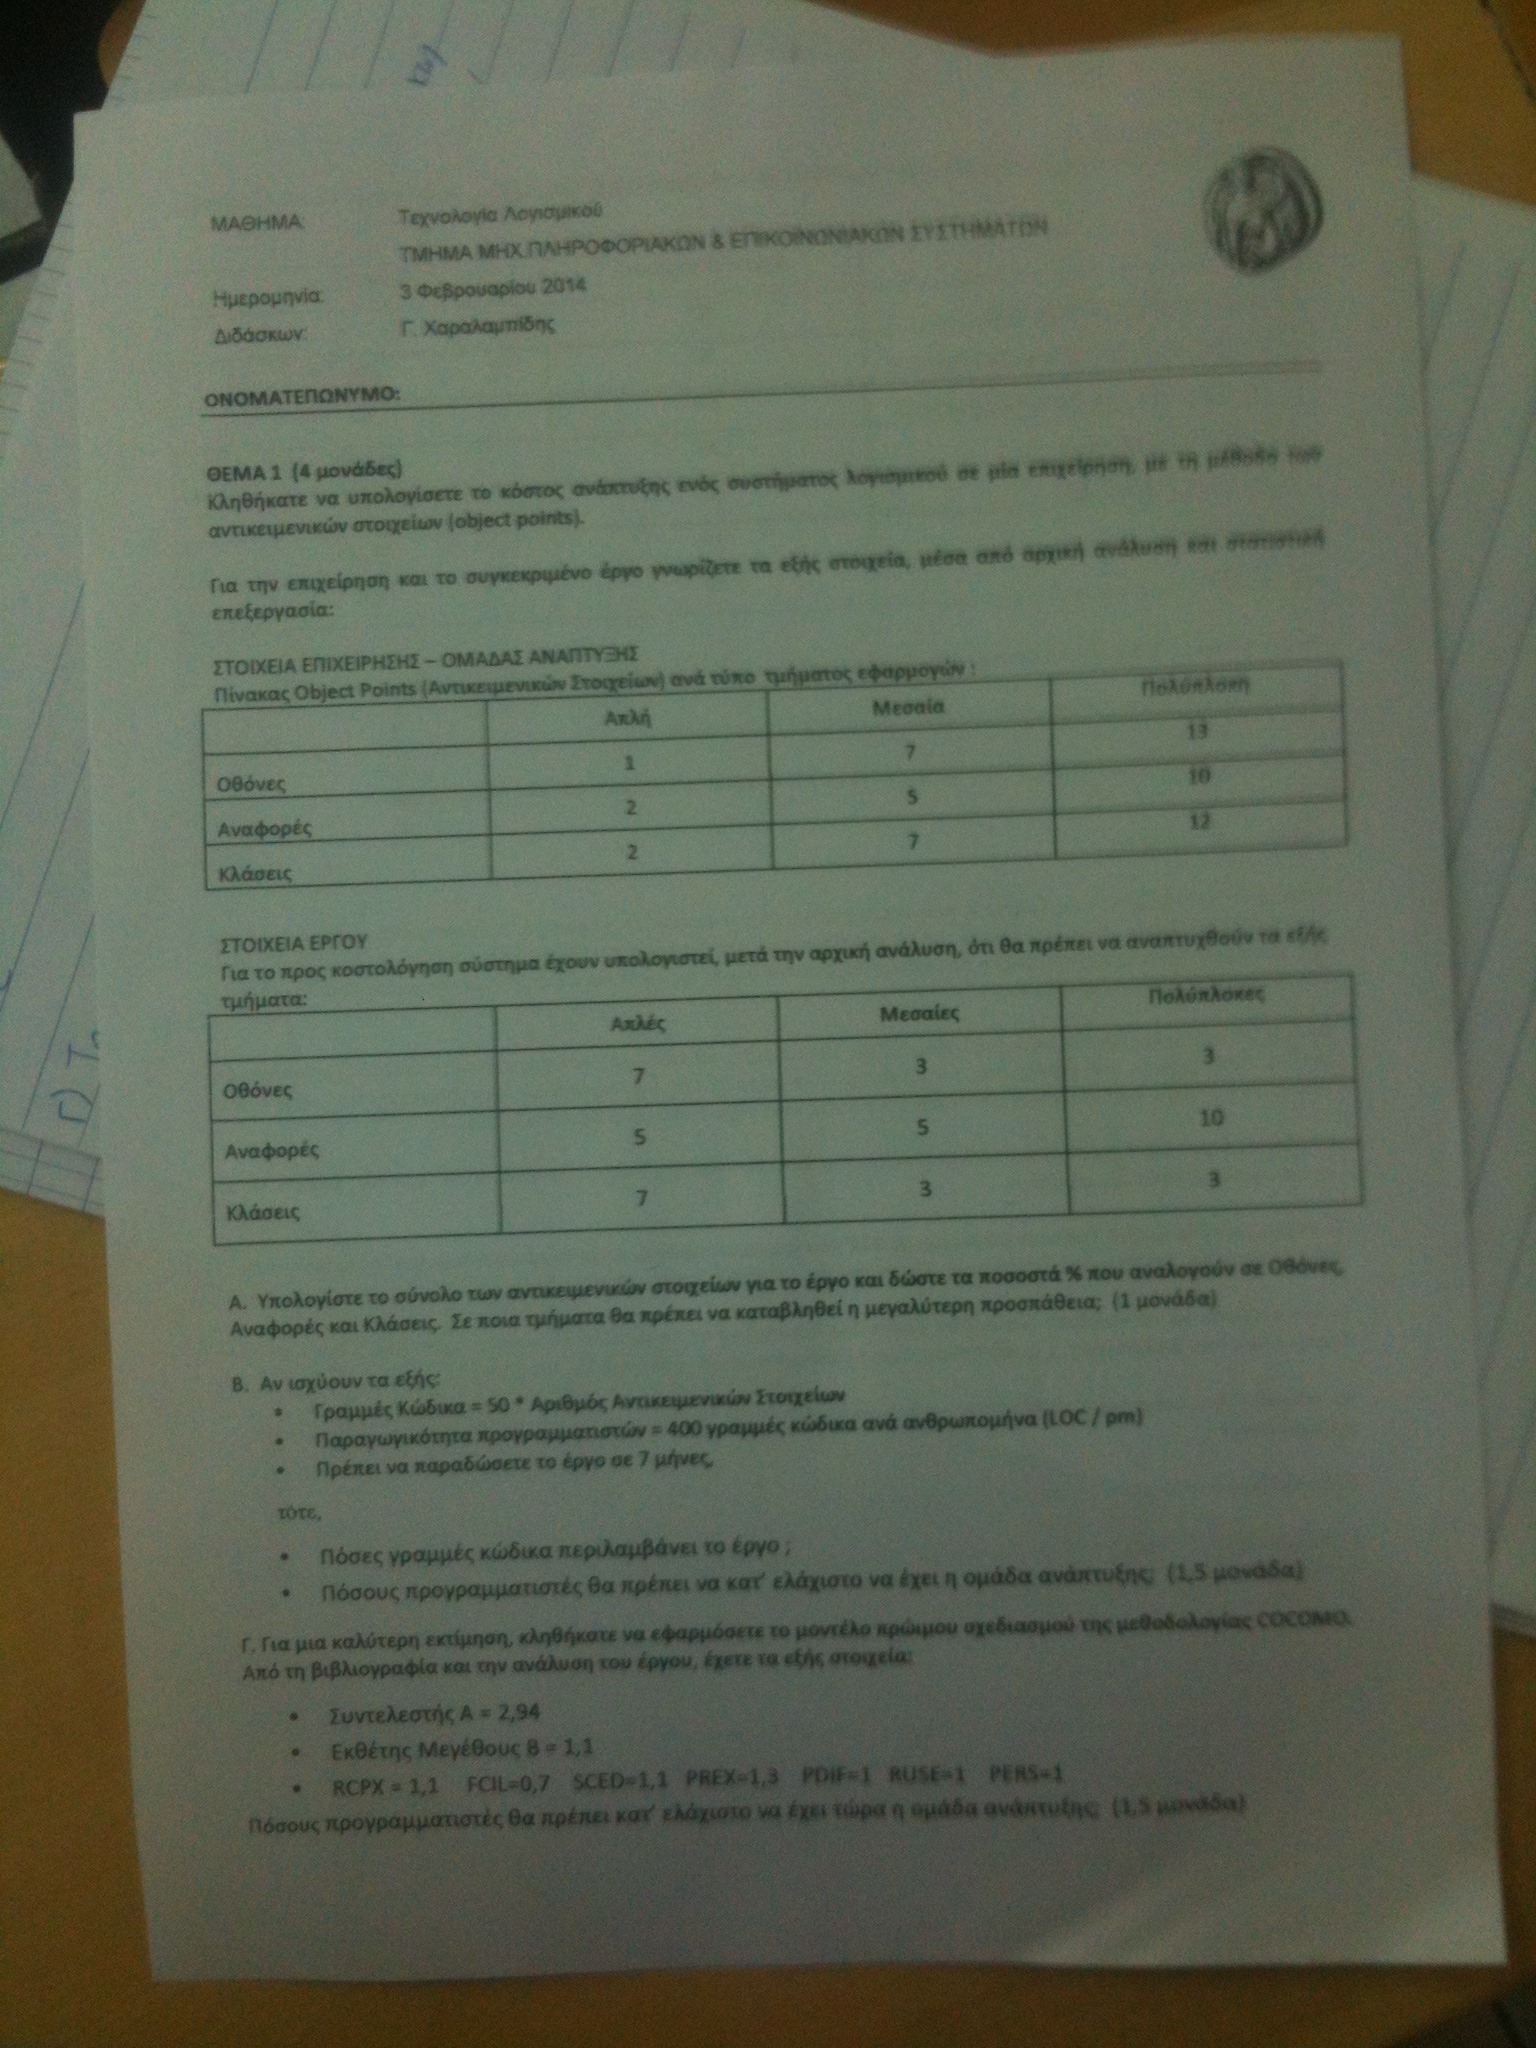 ΜΑΘΗΜΑ: Τεχνολογία Λογισμικού
ΤΜΗΜΑ ΜΗΧ.ΠΛΗΡΟΦΟΡΙΑΚΩΝ & ΕΠΙΚΟΙΝΩΝΙΑΚΩΝ ΣΥΣΤΗΜΑΤΩΝ
Ημερομηνία: 3 Φεβρουαρίου 2014
Διδάσκων: Γ. Χαραλαμπίδης
ΟΝΟΜΑΤΕΠΩΝΥΜΟ:
ΘΕΜΑ 1 (4 μονάδες)
Κληθήκατε να υπολογίσετε το κόστος ανάπτυξης ενός συστήματος λογισμικού σε μία επιχείρηση, με τη μέθοδο των
αντικειμενικών στοιχείων (object points).
Για την επιχείρηση και το συγκεκριμένο έργο γνωρίζετε τα εξής στοιχεία, μέσα από αρχική ανάλυση και στατιστική
επεξεργασία:
ΣΤΟΙΧΕΙΑ ΕΠΙΧΕΙΡΗΣΗΣ – ΟΜΑΔΑΣ ΑΝΑΠΤΥΞΗΣ
Πίνακας Object Points (Αντικειμενικών Στοιχείων) ανά τύπο τμήματος εφαρμογών :
Απλή Μεσαία Πολύπλοκη
Οθόνες 1 7 13
Αναφορές 2 5 10
Κλάσεις 2 7 12
ΣΤΟΙΧΕΙΑ ΕΡΓΟΥ
Για το προς κοστολόγηση σύστημα έχουν υπολογιστεί, μετά την αρχική ανάλυση, ότι θα πρέπει να αναπτυχθούν τα εξής
τμήματα:
Απλές Μεσαίες Πολύπλοκες
Οθόνες 7 3 3
Αναφορές 5 5 10
Κλάσεις 7 3 3
Α. Υπολογίστε το σύνολο των αντικειμενικών στοιχείων για το έργο και δώστε τα ποσοστά % που αναλογούν σε Οθόνες,
Αναφορές και Κλάσεις. Σε ποια τμήματα θα πρέπει να καταβληθεί η μεγαλύτερη προσπάθεια; (1 μονάδα)
Β. Αν ισχύουν τα εξής:
• Γραμμές Κώδικα = 50 * Αριθμός Αντικειμενικών Στοιχείων
• Παραγωγικότητα προγραμματιστών = 400 γραμμές κώδικα ανά ανθρωπομήνα (LOC / pm)
• Πρέπει να παραδώσετε το έργο σε 7 μήνες,
τότε,
• Πόσες γραμμές κώδικα περιλαμβάνει το έργο ;
• Πόσους προγραμματιστές θα πρέπει να κατ' ελάχιστο να έχει η ομάδα ανάπτυξης; (1,5 μονάδα)
Γ. Για μια καλύτερη εκτίμηση, κληθήκατε να εφαρμόσετε το μοντέλο πρώιμου σχεδιασμού της μεθοδολογίας COCOMO.
Από τη βιβλιογραφία και την ανάλυση του έργου, έχετε τα εξής στοιχεία:
• Συντελεστής Α = 2,94
• Εκθέτης Μεγέθους Β = 1,1
• RCPX = 1,1 FCIL=0,7 SCED=1,1 PREX=1,3 PDIF=1 RUSE=1 PERS=1
Πόσους προγραμματιστές θα πρέπει κατ' ελάχιστο να έχει τώρα η ομάδα ανάπτυξης; (1,5 μονάδα)